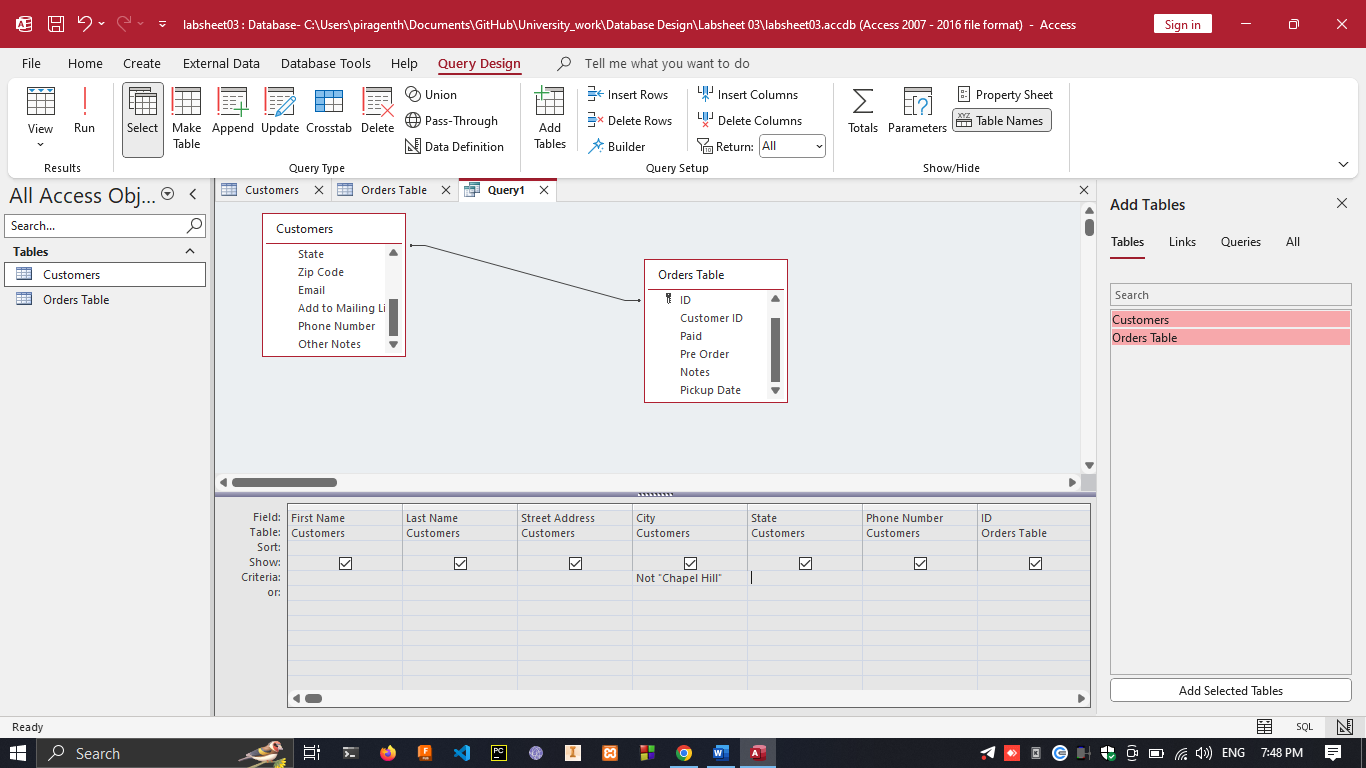 labsheet03 : Database- C:\Users\piragenth\Documents\GitHub\University_work\Database Design\Labsheet 03\labsheet03.accdb (Access 2007 - 2016 file format) - Access
Sign in
File Home Create External Data Database Tools Help Query Design Tell me what you want to do
View
Run
Results
Select
Make Table
Append
Update
Crosstab
Delete
Union
Pass-Through
Data Definition
Query Type
Add Tables
Insert Rows
Delete Rows
Builder
Insert Columns
Delete Columns
Return: All
Query Setup
Totals
Parameters
Property Sheet
XYZ Table Names
Show/Hide
All Access Obj...
Search...
Tables
Customers
Orders Table
Customers Orders Table Query1
Customers
State
Zip Code
Email
Add to Mailing Li
Phone Number
Other Notes
Orders Table
ID
Customer ID
Paid
Pre Order
Notes
Pickup Date
Field: First Name Last Name Street Address City State Phone Number ID
Table: Customers Customers Customers Customers Customers Customers Orders Table
Sort:
Show:
Criteria: Not "Chapel Hill"
or:
Add Tables
Tables Links Queries All
Search
Customers
Orders Table
Add Selected Tables
Ready
SQL
Search
PC
ENG 7:48 PM